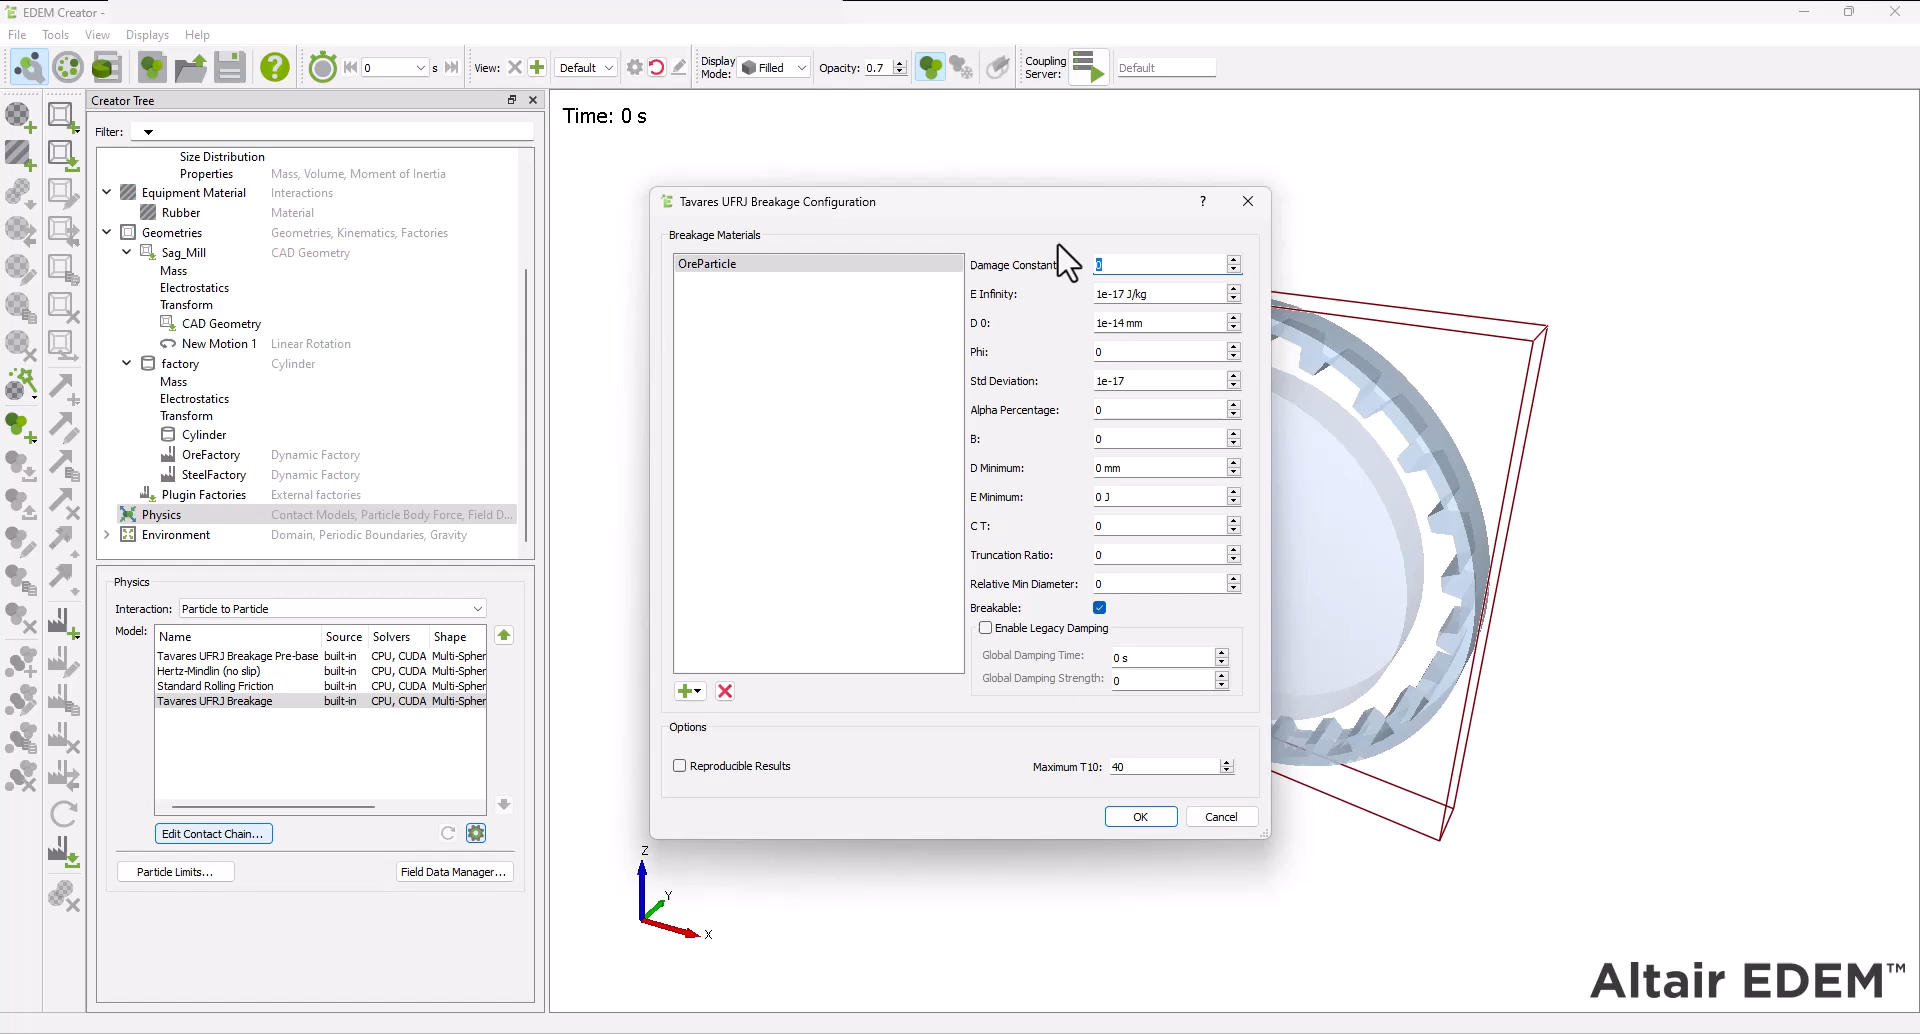 EDEM Creator -
File Tools View Displays Help
0 s View: Default Display Mode: Filled Opacity: 0.7 Coupling Server: Default
Creator Tree
Filter:
Size Distribution
Properties Mass, Volume, Moment of Inertia
Equipment Material Interactions
Rubber Material
Geometries Geometries, Kinematics, Factories
Sag_Mill CAD Geometry
Mass
Electrostatics
Transform
CAD Geometry
New Motion 1 Linear Rotation
factory Cylinder
Mass
Electrostatics
Transform
Cylinder
OreFactory Dynamic Factory
SteelFactory Dynamic Factory
Plugin Factories External factories
Physics Contact Models, Particle Body Force, Field D...
Environment Domain, Periodic Boundaries, Gravity
Physics
Interaction: Particle to Particle
Model: Name Source Solvers Shape
Tavares UFRJ Breakage Pre-base built-in CPU, CUDA Multi-Spher
Hertz-Mindlin (no slip) built-in CPU, CUDA Multi-Spher
Standard Rolling Friction built-in CPU, CUDA Multi-Spher
Tavares UFRJ Breakage built-in CPU, CUDA Multi-Spher
Edit Contact Chain...
Particle Limits... Field Data Manager...
Time: 0 s
Tavares UFRJ Breakage Configuration ?
Breakage Materials
OreParticle
Damage Constant 0
E Infinity: 1e-17 J/kg
D 0: 1e-14 mm
Phi: 0
Std Deviation: 1e-17
Alpha Percentage: 0
B: 0
D Minimum: 0 mm
E Minimum: 0 J
C T: 0
Truncation Ratio: 0
Relative Min Diameter: 0
Breakable:
Enable Legacy Damping
Global Damping Time: 0 s
Global Damping Strength: 0
Options
Reproducible Results Maximum T10: 40
OK Cancel
Z
Y
X
Altair EDEM™